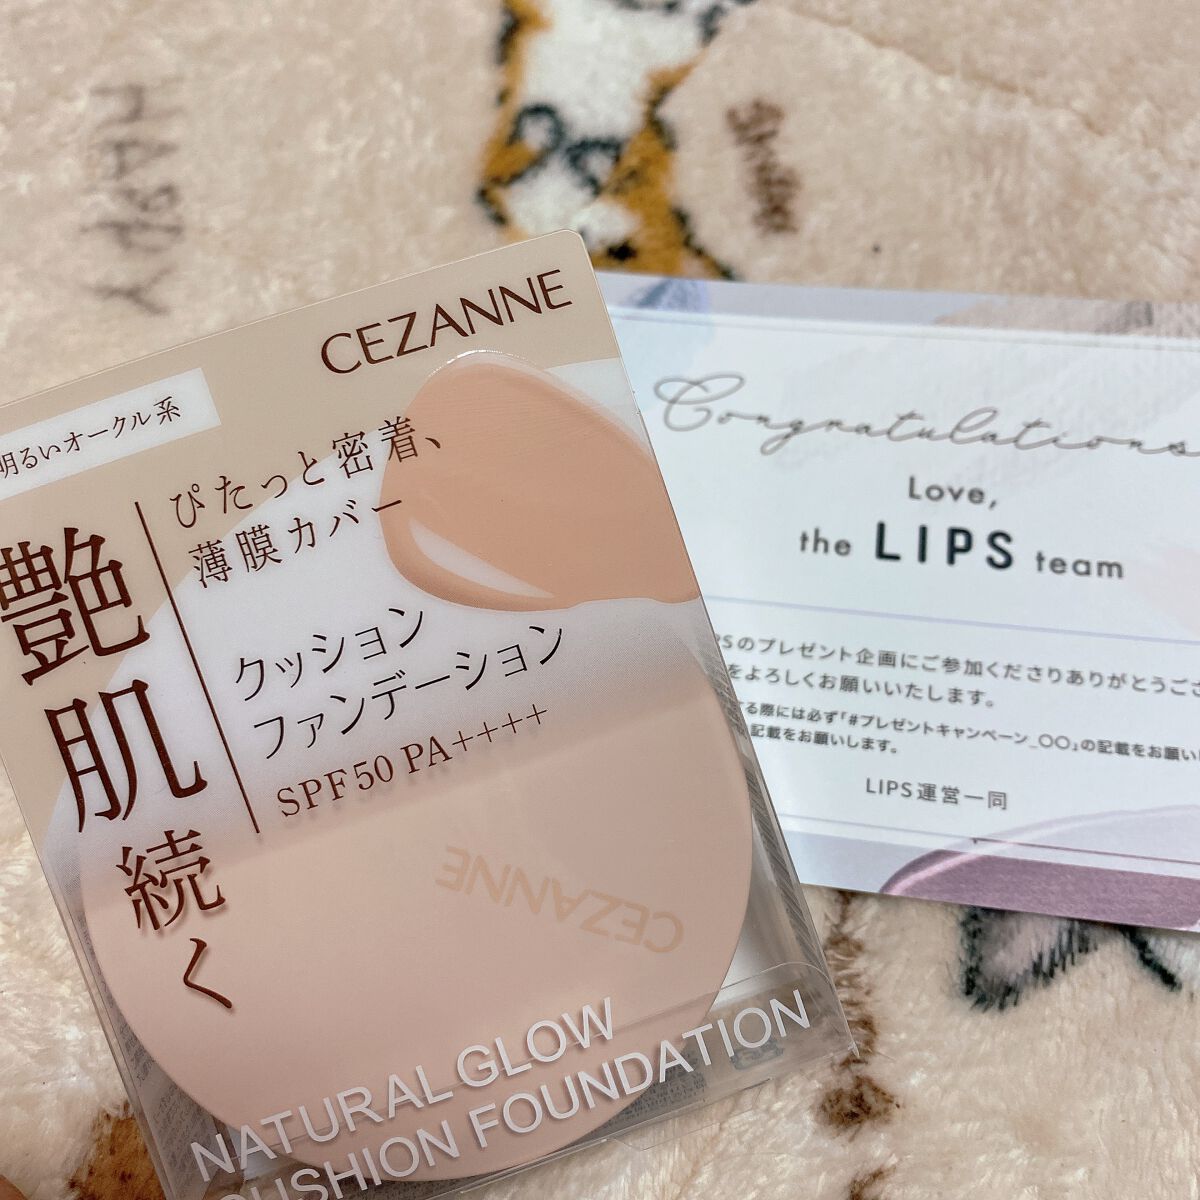 HAPPY
CEZANNE
明るいオークル系
ぴたっと密着、
薄膜カバー
艶肌続く
クッション
ファンデーション
SPF50 PA++++
CEZANNE
NATURAL GLOW
CUSHION FOUNDATION
Congratulations
Love,
the LIPS team
PSのプレゼント企画にご参加くださりありがとうござ
をよろしくお願いいたします。
する際には必ず「#プレゼントキャンペーン_〇〇」の記載をお願い
記載をお願いします。
LIPS運営一同